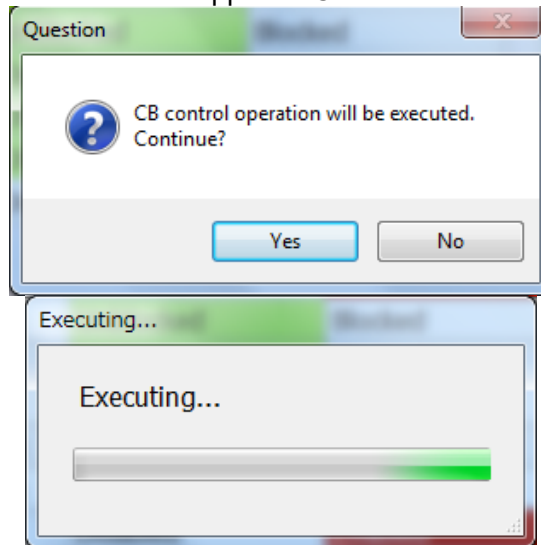 Question
CB control operation will be executed.
Continue?
Yes
No
Executing...
Executing...